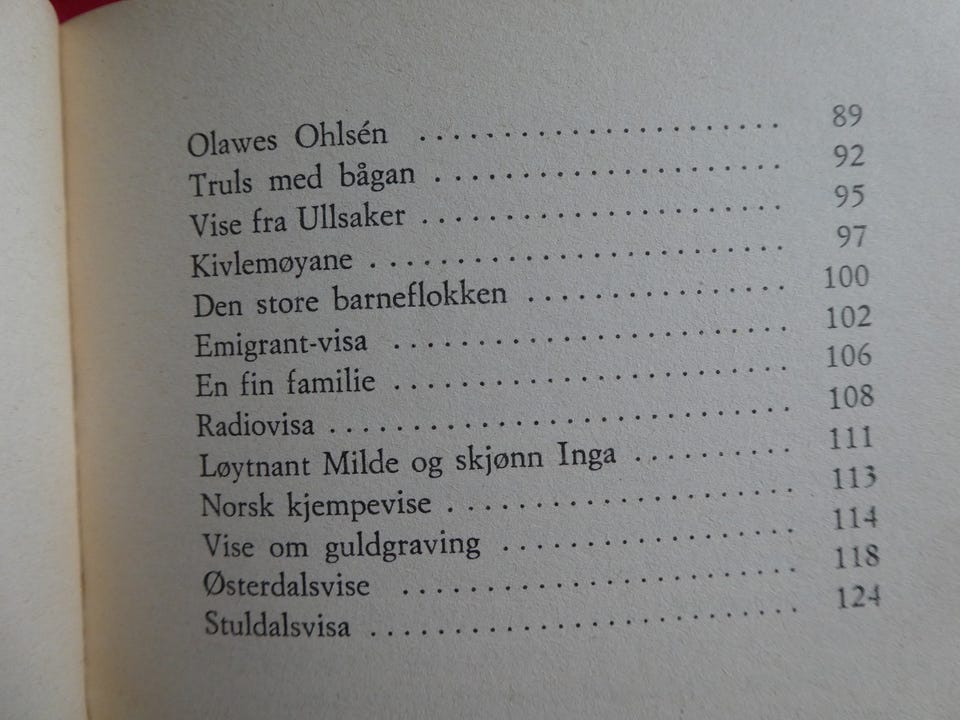 Olawes Ohlsén ...................... 89
Truls med bågan ..................... 92
Vise fra Ullsaker ...................... 95
Kivlemøyane ......................... 97
Den store barneflokken ................ 100
Emigrant-visa ........................ 102
En fin familie ........................ 106
Radiovisa ............................ 108
Løytnant Milde og skjønn Inga .......... 111
Norsk kjempevise ..................... 113
Vise om guldgraving .................. 114
Østerdalsvise ........................ 118
Stuldalsvisa .......................... 124